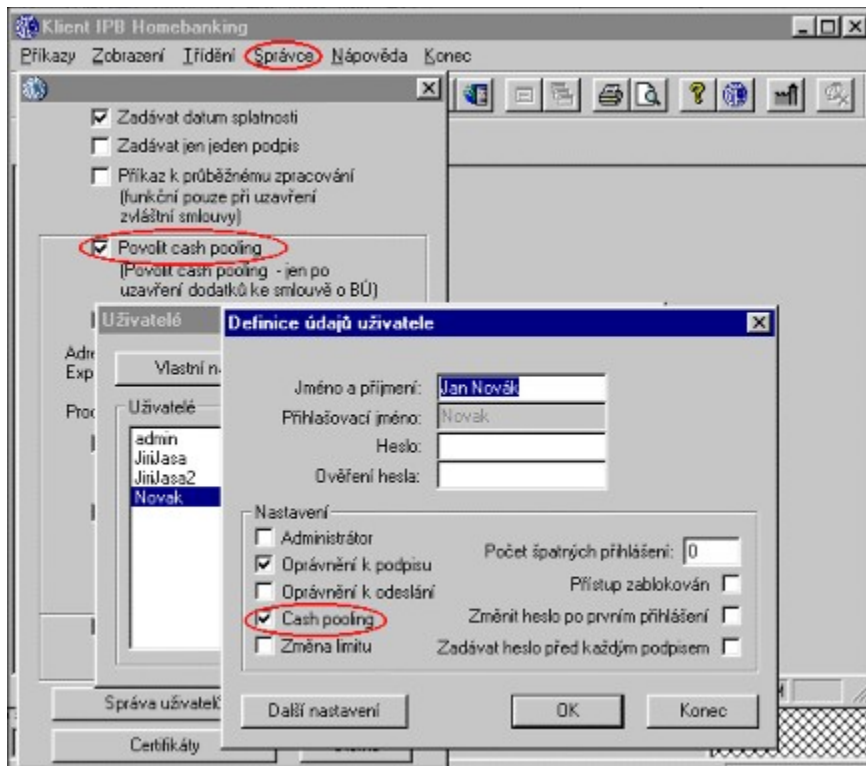 Klient IPB Homebanking
Příkazy Zobrazení Třídění Správce Nápověda Konec
Zadávat datum splatnosti
Zadávat jen jeden podpis
Příkaz k průběžnému zpracování
(funkční pouze při uzavření
zvláštní smlouvy)
Povolit cash pooling
(Povolit cash pooling - jen po
uzavření dodatků ke smlouvě o BÚ)
Uživatelé
Definice údajů uživatele
Vlastní
Jméno a příjmení: Jan Novák
Přihlašovací jméno: Novak
Heslo:
Ověření hesla:
Uživatelé
admin
JiriJasa
JiriJasa2
Novak
Nastavení
Administrátor
Oprávnění k podpisu
Oprávnění k odeslání
Cash pooling
Změna limitu
Počet špatných přihlášení: 0
Přístup zablokován
Změnit heslo po prvním přihlášení
Zadávat heslo před každým podpisem
Další nastavení OK Konec
Správa
Certifikáty